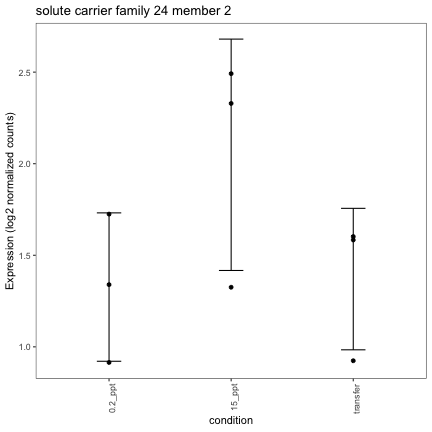 solute carrier family 24 member 2
Expression (log2 normalized counts)
2.5
2.0
1.5
1.0
0.2_ppt
15_ppt
transfer
condition